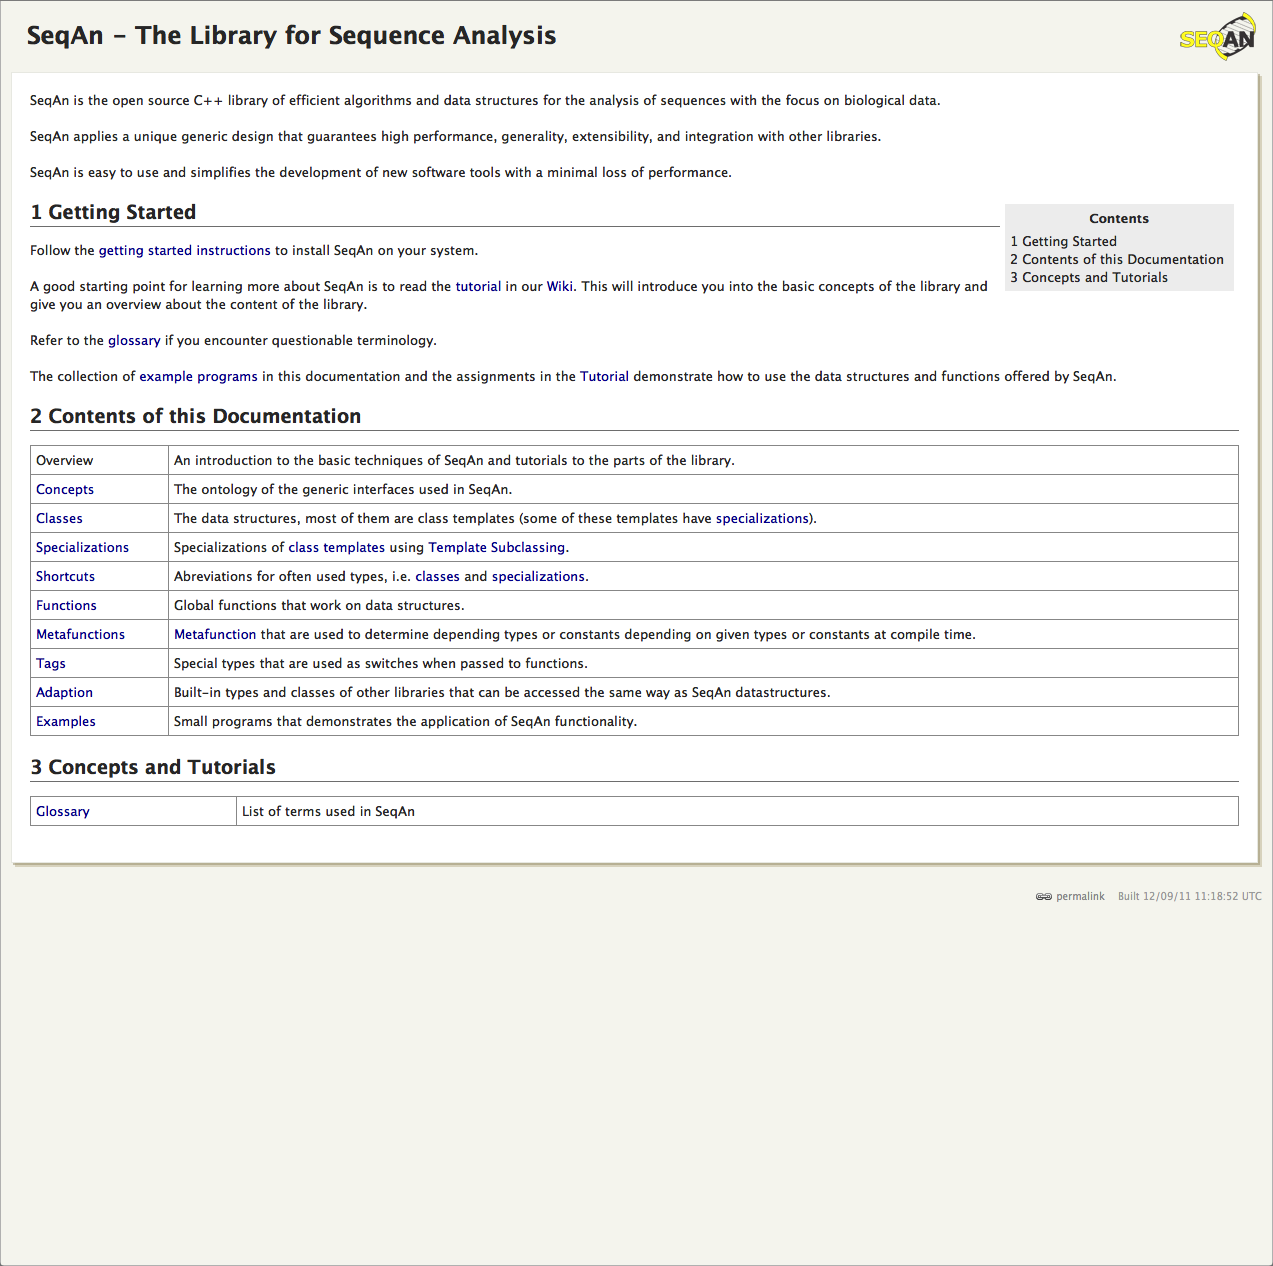 SeqAn - The Library for Sequence Analysis
SEQAN
SeqAn is the open source C++ library of efficient algorithms and data structures for the analysis of sequences with the focus on biological data.
SeqAn applies a unique generic design that guarantees high performance, generality, extensibility, and integration with other libraries.
SeqAn is easy to use and simplifies the development of new software tools with a minimal loss of performance.
1 Getting Started
Contents
1 Getting Started
2 Contents of this Documentation
3 Concepts and Tutorials
Follow the getting started instructions to install SeqAn on your system.
A good starting point for learning more about SeqAn is to read the tutorial in our Wiki. This will introduce you into the basic concepts of the library and
give you an overview about the content of the library.
Refer to the glossary if you encounter questionable terminology.
The collection of example programs in this documentation and the assignments in the Tutorial demonstrate how to use the data structures and functions offered by SeqAn.
2 Contents of this Documentation
Overview An introduction to the basic techniques of SeqAn and tutorials to the parts of the library.
Concepts The ontology of the generic interfaces used in SeqAn.
Classes The data structures, most of them are class templates (some of these templates have specializations).
Specializations Specializations of class templates using Template Subclassing.
Shortcuts Abreviations for often used types, i.e. classes and specializations.
Functions Global functions that work on data structures.
Metafunctions Metafunction that are used to determine depending types or constants depending on given types or constants at compile time.
Tags Special types that are used as switches when passed to functions.
Adaption Built-in types and classes of other libraries that can be accessed the same way as SeqAn datastructures.
Examples Small programs that demonstrates the application of SeqAn functionality.
3 Concepts and Tutorials
Glossary List of terms used in SeqAn
permalink Built 12/09/11 11:18:52 UTC